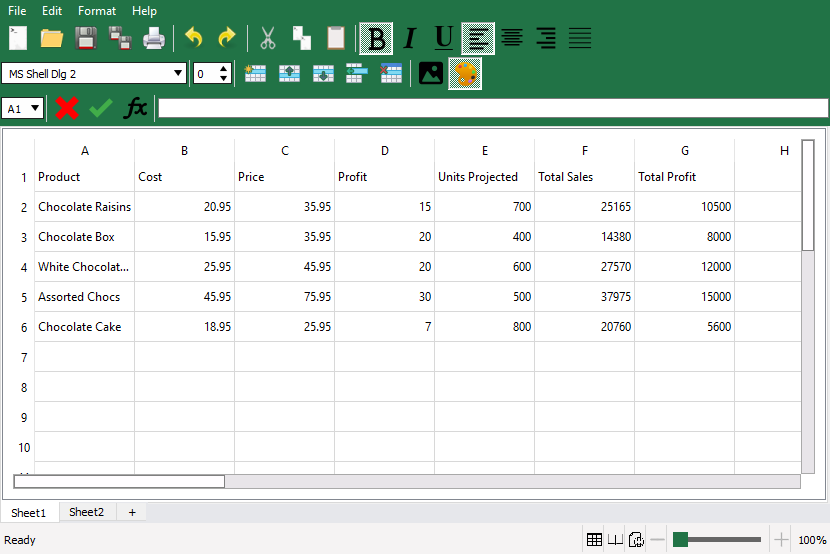 File Edit Format Help
B I U
MS Shell Dlg 2 0
A1 fx
A B C D E F G H
1 Product Cost Price Profit Units Projected Total Sales Total Profit
2 Chocolate Raisins 20.95 35.95 15 700 25165 10500
3 Chocolate Box 15.95 35.95 20 400 14380 8000
4 White Chocolat... 25.95 45.95 20 600 27570 12000
5 Assorted Chocs 45.95 75.95 30 500 37975 15000
6 Chocolate Cake 18.95 25.95 7 800 20760 5600
7
8
9
10
Sheet1 Sheet2 +
Ready 100%